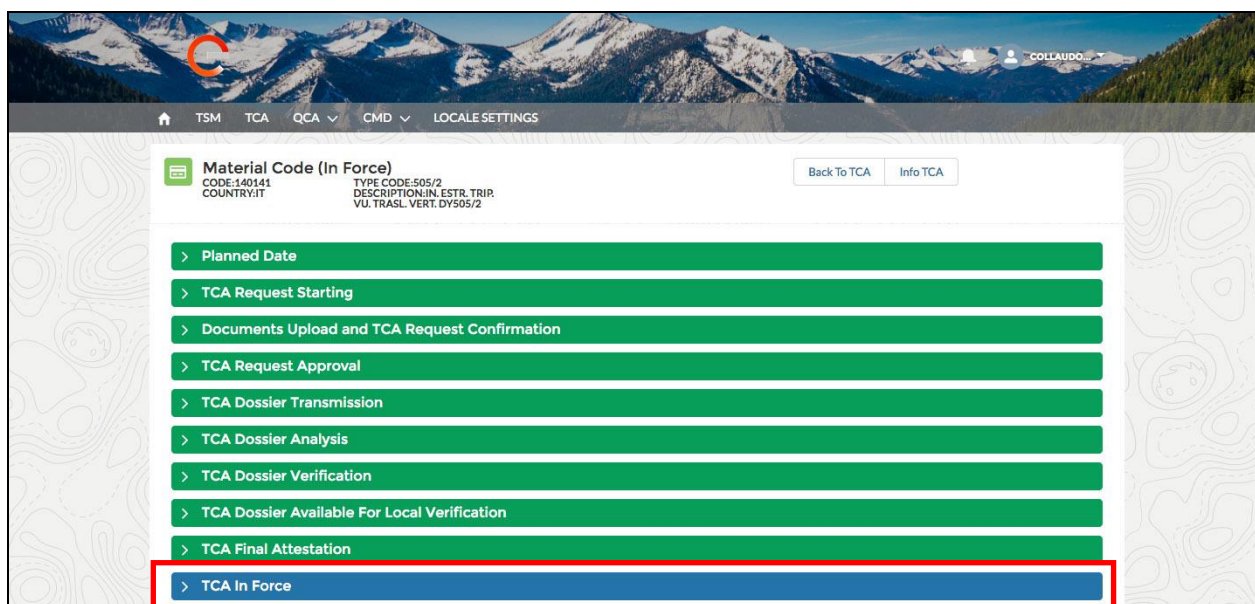 COLLAUDO...
TSM TCA QCA CMD LOCALE SETTINGS
Material Code (In Force)
CODE:140141 TYPE CODE:505/2
COUNTRY:IT DESCRIPTION:IN. ESTR. TRIP.
VU. TRASL. VERT. DY505/2
Back To TCA Info TCA
Planned Date
TCA Request Starting
Documents Upload and TCA Request Confirmation
TCA Request Approval
TCA Dossier Transmission
TCA Dossier Analysis
TCA Dossier Verification
TCA Dossier Available For Local Verification
TCA Final Attestation
TCA In Force